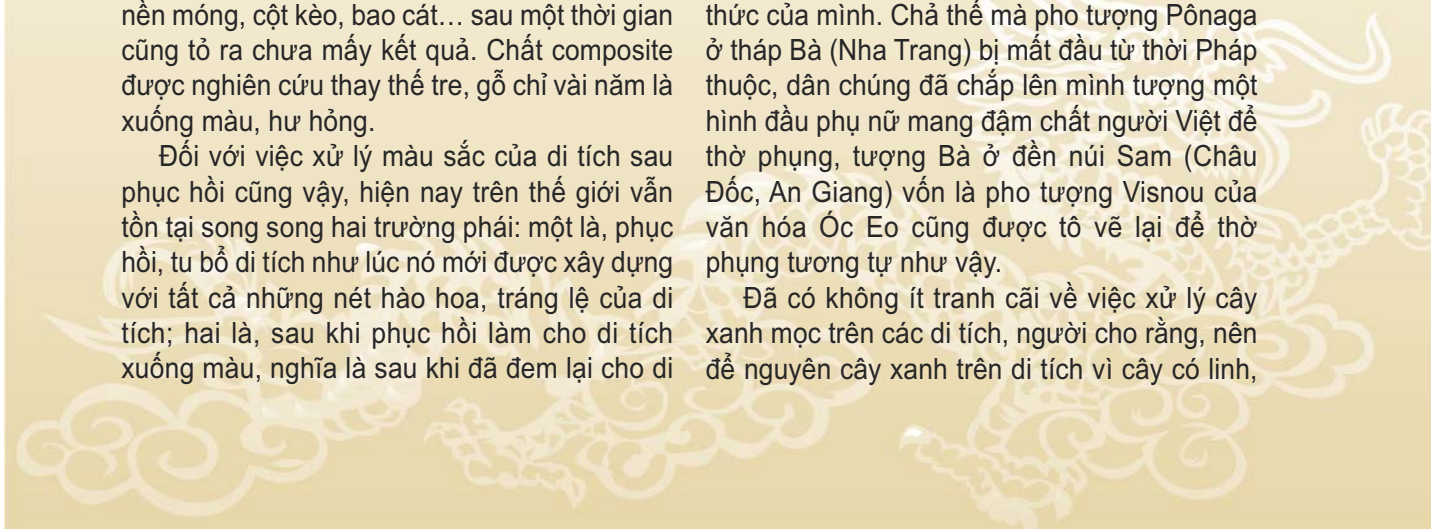 nền móng, cột kèo, bao cát… sau một thời gian
cũng tỏ ra chưa mấy kết quả. Chất composite
được nghiên cứu thay thế tre, gỗ chỉ vài năm là
xuống màu, hư hỏng.
Đối với việc xử lý màu sắc của di tích sau
phục hồi cũng vậy, hiện nay trên thế giới vẫn
tồn tại song song hai trường phái: một là, phục
hồi, tu bổ di tích như lúc nó mới được xây dựng
với tất cả những nét hào hoa, tráng lệ của di
tích; hai là, sau khi phục hồi làm cho di tích
xuống màu, nghĩa là sau khi đã đem lại cho di
thức của mình. Chả thế mà pho tượng Pônaga
ở tháp Bà (Nha Trang) bị mất đầu từ thời Pháp
thuộc, dân chúng đã chắp lên mình tượng một
hình đầu phụ nữ mang đậm chất người Việt để
thờ phụng, tượng Bà ở đền núi Sam (Châu
Đốc, An Giang) vốn là pho tượng Visnou của
văn hóa Óc Eo cũng được tô vẽ lại để thờ
phụng tương tự như vậy.
Đã có không ít tranh cãi về việc xử lý cây
xanh mọc trên các di tích, người cho rằng, nên
để nguyên cây xanh trên di tích vì cây có linh,